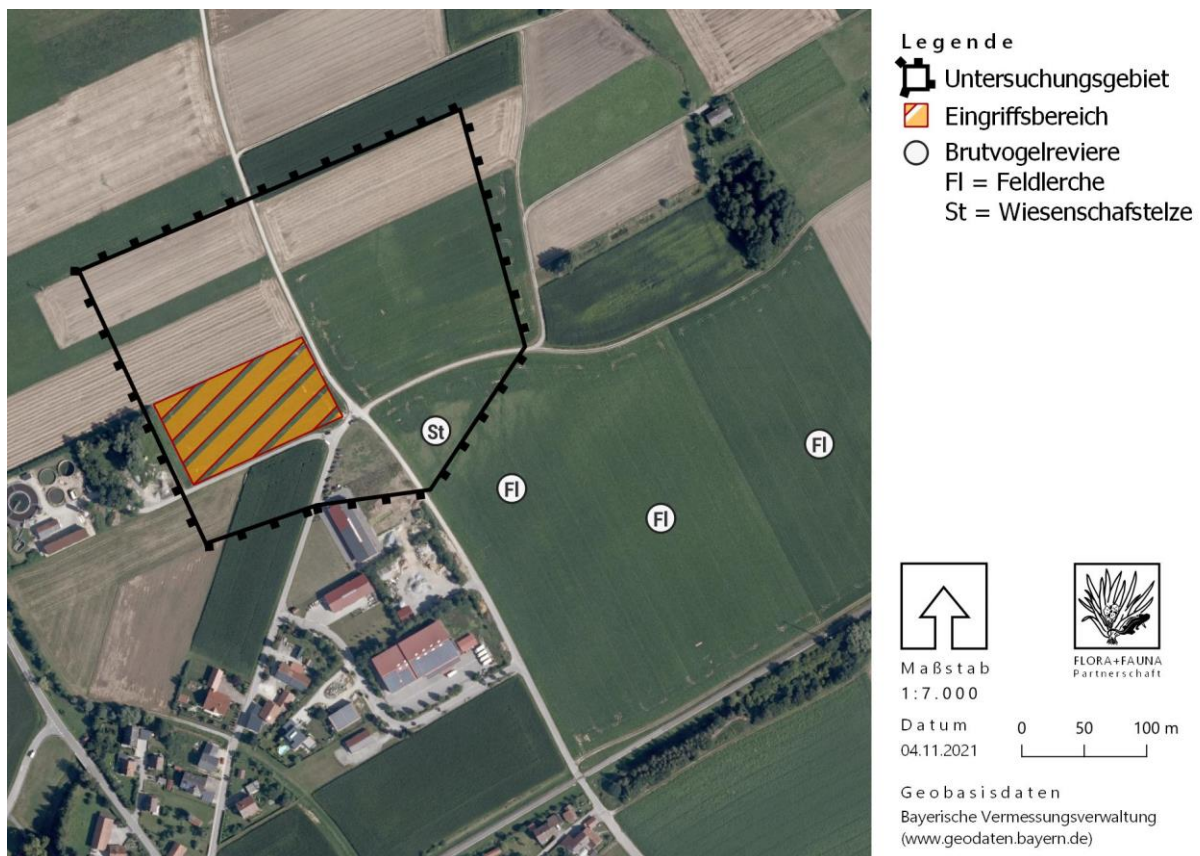 Legende
Untersuchungsgebiet
Eingriffsbereich
Brutvogelreviere
Fl = Feldlerche
St = Wiesenschafstelze
St
Fl
Fl
Fl
Maßstab
1:7.000
FLORA+FAUNA
Partnerschaft
Datum
04.11.2021
0 50 100 m
Geobasisdaten
Bayerische Vermessungsverwaltung
(www.geodaten.bayern.de)